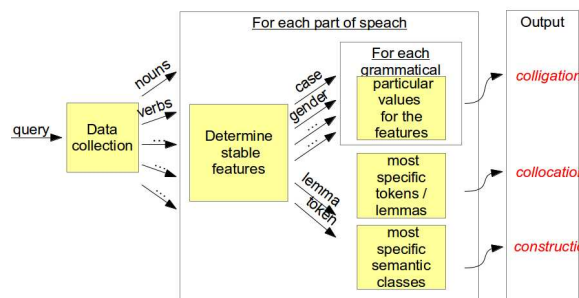 For each part of speach
Output
nouns
verbs
...
...
...
query
Data
collection
Determine
stable
features
case
gender
...
...
lemma
token
For each
grammatical
particular
values
for the
features
most
specific
tokens /
lemmas
most
specific
semantic
classes
colligation
collocation
constructi